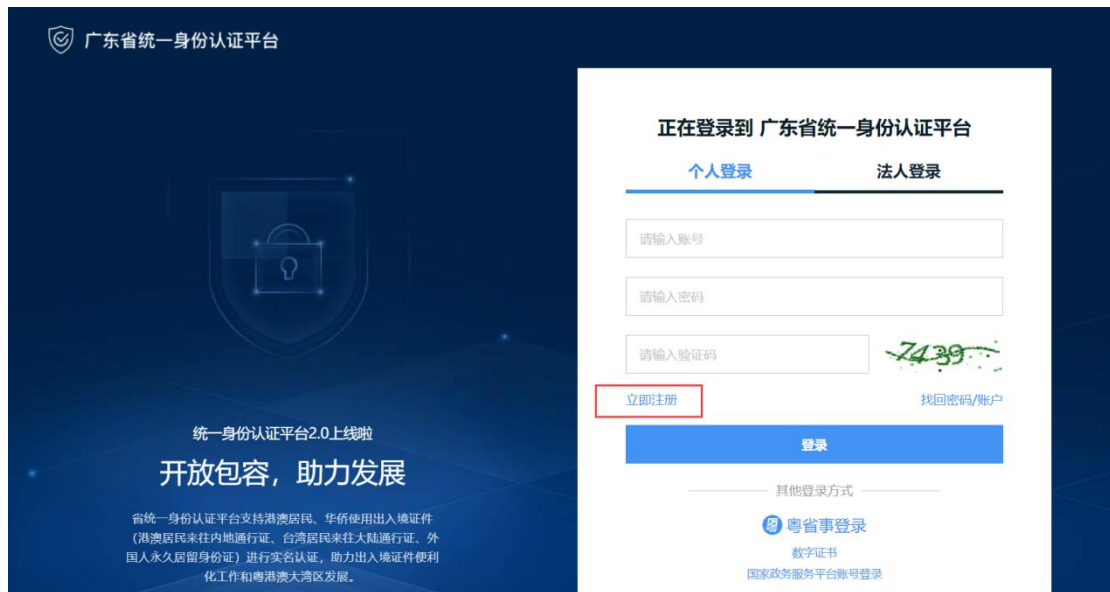 广东省统一身份认证平台
正在登录到 广东省统一身份认证平台
个人登录 法人登录
请输入账号
请输入密码
请输入验证码 7439
立即注册 找回密码/账户
登录
其他登录方式
粤省事登录
数字证书
国家政务服务平台账号登录
统一身份认证平台2.0上线啦
开放包容，助力发展
省统一身份认证平台支持港澳居民、华侨使用出入境证件
(港澳居民来往内地通行证、台湾居民来往大陆通行证、外
国人永久居留身份证) 进行实名认证，助力出入境证件便利
化工作和粤港澳大湾区发展。